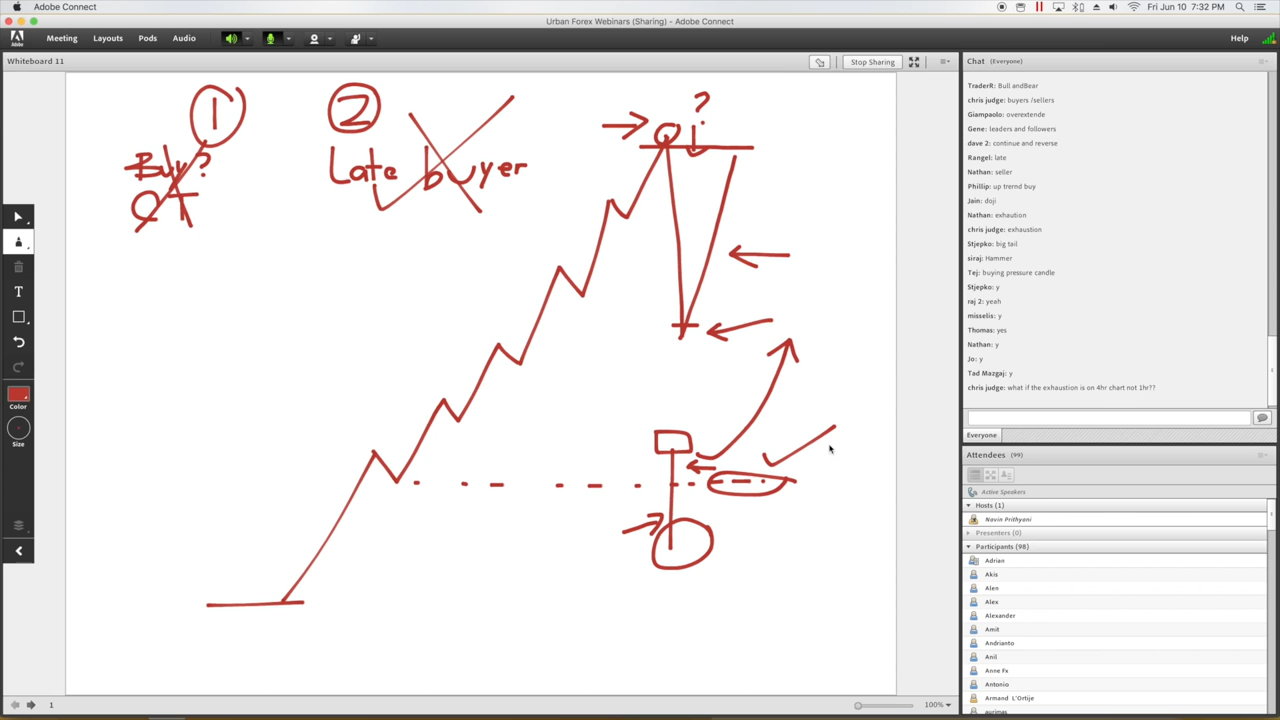 Adobe Connect
Fri Jun 10 7:32 PM
Urban Forex Webinars (Sharing) - Adobe Connect
Meeting Layouts Pods Audio
Help
Whiteboard 11
Stop Sharing
1
Buy ?
QT
2
Late buyer
?
T
Color
Size
1
100%
Chat (Everyone)
TraderR: Bull andBear
chris judge: buyers /sellers
Giampaolo: overextende
Gene: leaders and followers
dave 2: continue and reverse
Rangel: late
Nathan: seller
Phillip: up trernd buy
Jain: doji
Nathan: exhaution
chris judge: exhaustion
Stjepko: big tail
siraj: Hammer
Tej: buying pressure candle
Stjepko: y
raj 2: yeah
misselis: y
Thomas: yes
Nathan: y
Jo: y
Tad Mazgaj: y
chris judge: what if the exhaustion is on 4hr chart not 1hr??
Everyone
Attendees (99)
Active Speakers
Hosts (1)
Navin Prithyani
Presenters (0)
Participants (98)
Adrian
Akis
Alen
Alex
Alexander
Amit
Andrianto
Anil
Anne Fx
Antonio
Armand L'Ortije
aurimas